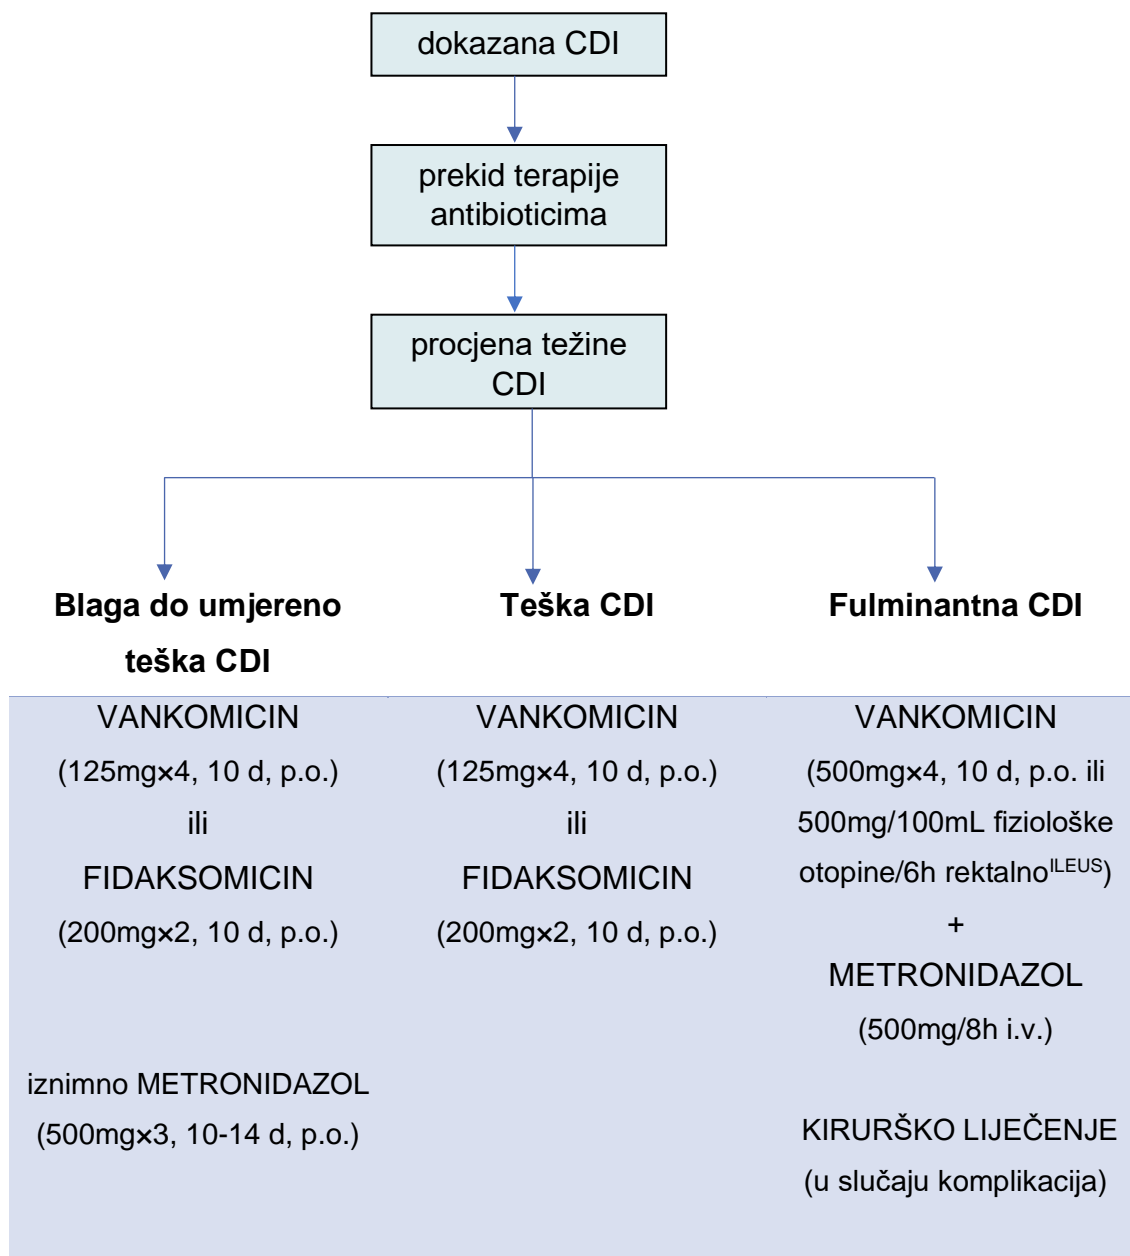 dokazana CDI
prekid terapije
antibioticima
procjena težine
CDI
Blaga do umjereno
teška CDI
VANKOMICIN
(125mg×4, 10 d, p.o.)
ili
FIDAKSOMICIN
(200mg×2, 10 d, p.o.)
iznimno METRONIDAZOL
(500mg×3, 10-14 d, p.o.)
Teška CDI
VANKOMICIN
(125mg×4, 10 d, p.o.)
ili
FIDAKSOMICIN
(200mg×2, 10 d, p.o.)
Fulminantna CDI
VANKOMICIN
(500mg×4, 10 d, p.o. ili
500mg/100mL fiziološke
otopine/6h rektalnoILEUS)
+
METRONIDAZOL
(500mg/8h i.v.)
KIRURŠKO LIJEČENJE
(u slučaju komplikacija)